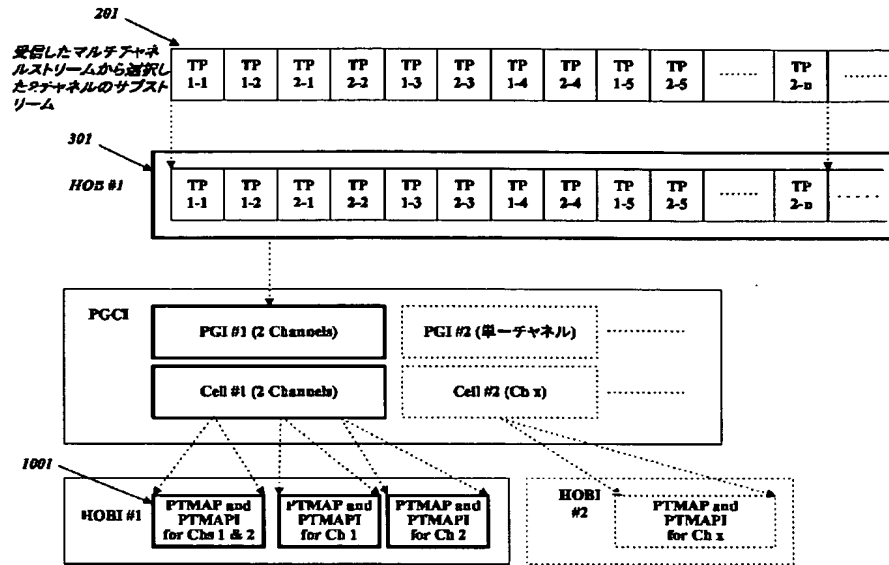 201
受信したマルチチャネ
ルストリームから選択し
た2チャネルのサブスト
リーム
TP 1-1
TP 1-2
TP 2-1
TP 2-2
TP 1-3
TP 2-3
TP 1-4
TP 2-4
TP 1-5
TP 2-5
........
TP 2-n
........
301
HOB #1
TP 1-1
TP 1-2
TP 2-1
TP 2-2
TP 1-3
TP 2-3
TP 1-4
TP 2-4
TP 1-5
TP 2-5
........
TP 2-n
........
PGCI
PGI #1 (2 Channels)
PGI #2 (単一チャネル)
Cell #1 (2 Channels)
Cell #2 (Ch x)
1001
HOBI #1
PTMAP and
PTMAPI
for Chs 1 & 2
PTMAP and
PTMAPI
for Ch 1
PTMAP and
PTMAPI
for Ch 2
HOBI
#2
PTMAP and
PTMAPI
for Ch x